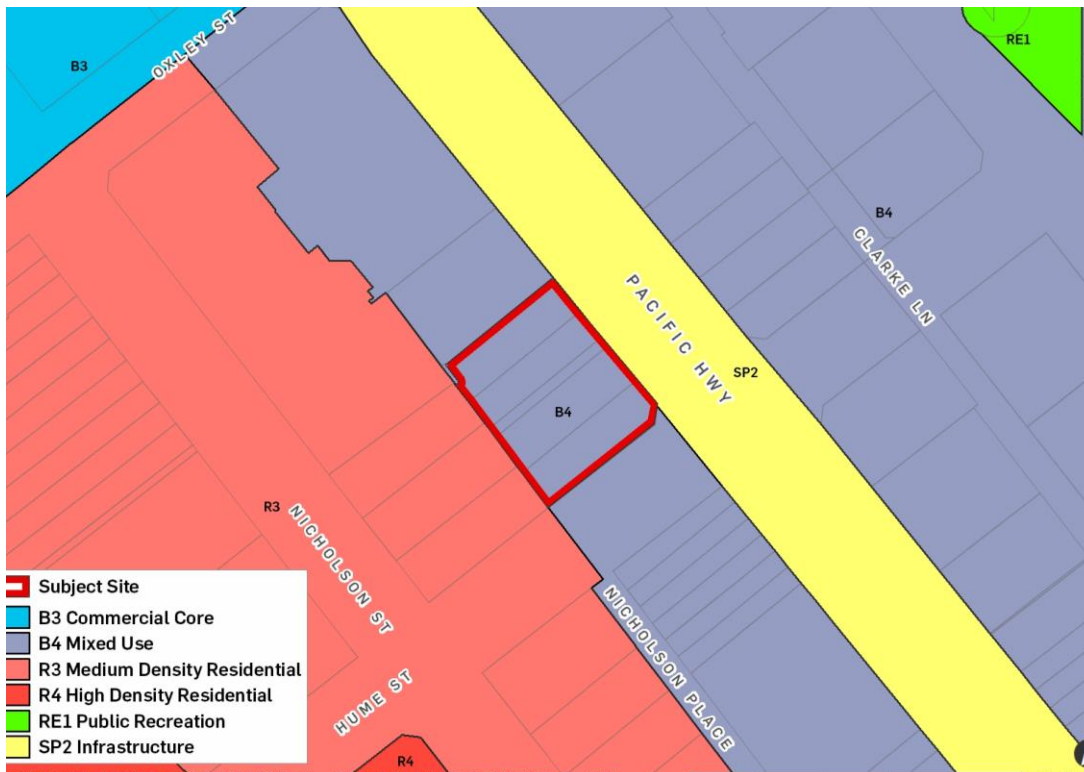 B3
OXLEY ST
RE1
B4
CLARKE LN
PACIFIC HWY
SP2
B4
R3
NICHOLSON ST
NICHOLSON PLACE
HUME ST
R4
Subject Site
B3 Commercial Core
B4 Mixed Use
R3 Medium Density Residential
R4 High Density Residential
RE1 Public Recreation
SP2 Infrastructure